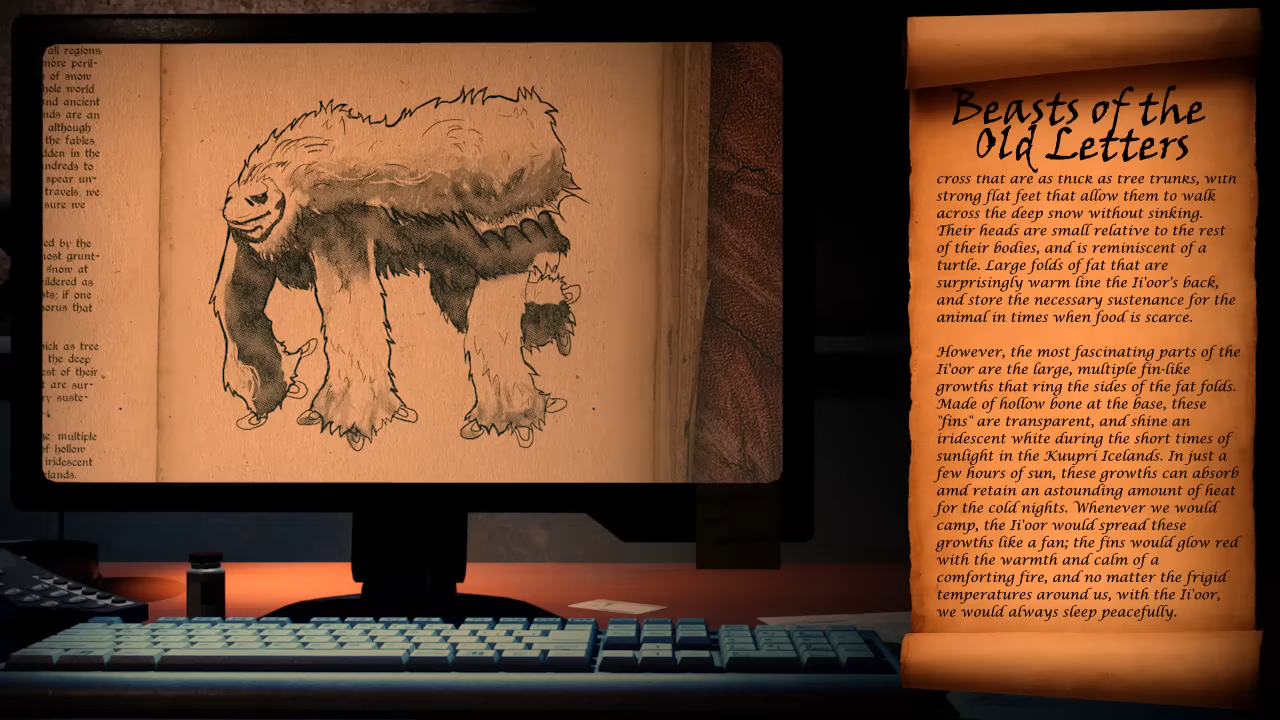 all regions
more peril-
of snow
hole world
and ancient
nds are an
although
the fables,
dden in the
undreds to
spear un-
travels, we
sure we
ed by the
most grunt-
snow at
ildered as
sts; if one
horus that
hick as tree
the deep
est of their
t are sur-
ry suste-
ge, multiple
of hollow
iridescent
elands.
Beasts of the
Old Letters
cross that are as thick as tree trunks, with
strong flat feet that allow them to walk
across the deep snow without sinking.
Their heads are small relative to the rest
of their bodies, and is reminiscent of a
turtle. Large folds of fat that are
surprisingly warm line the Ii'oor's back,
and store the necessary sustenance for the
animal in times when food is scarce.
However, the most fascinating parts of the
Ii'oor are the large, multiple fin-like
growths that ring the sides of the fat folds.
Made of hollow bone at the base, these
"fins" are transparent, and shine an
iridescent white during the short times of
sunlight in the Kuupri Icelands. In just a
few hours of sun, these growths can absorb
amd retain an astounding amount of heat
for the cold nights. Whenever we would
camp, the Ii'oor would spread these
growths like a fan; the fins would glow red
with the warmth and calm of a
comforting fire, and no matter the frigid
temperatures around us, with the Ii'oor,
we would always sleep peacefully.